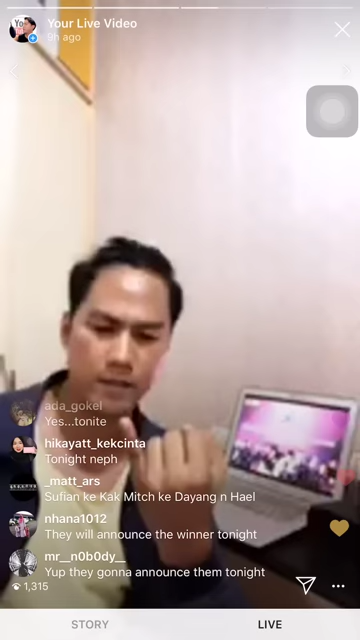 Your Live Video
9h ago
ada_gokel
Yes...tonite
hikayatt_kekcinta
Tonight neph
_matt_ars
Sufian ke Kak Mitch ke Dayang n Hael
nhana1012
They will announce the winner tonight
mr__n0b0dy__
Yup they gonna announce them tonight
1,315
STORY
LIVE